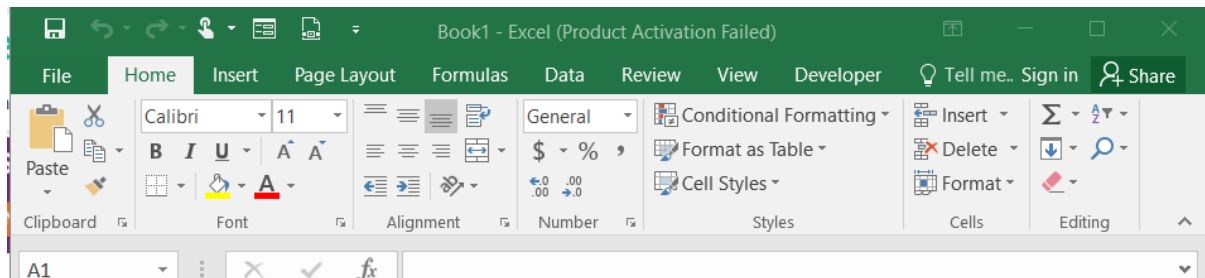 Book1 - Excel (Product Activation Failed)
File Home Insert Page Layout Formulas Data Review View Developer Tell me.. Sign in Share
Calibri 11 General Conditional Formatting Insert
Paste B I U A A $ % , Format as Table Delete
A .00 .00 Cell Styles Format
Clipboard Font Alignment Number Styles Cells Editing
A1 fx